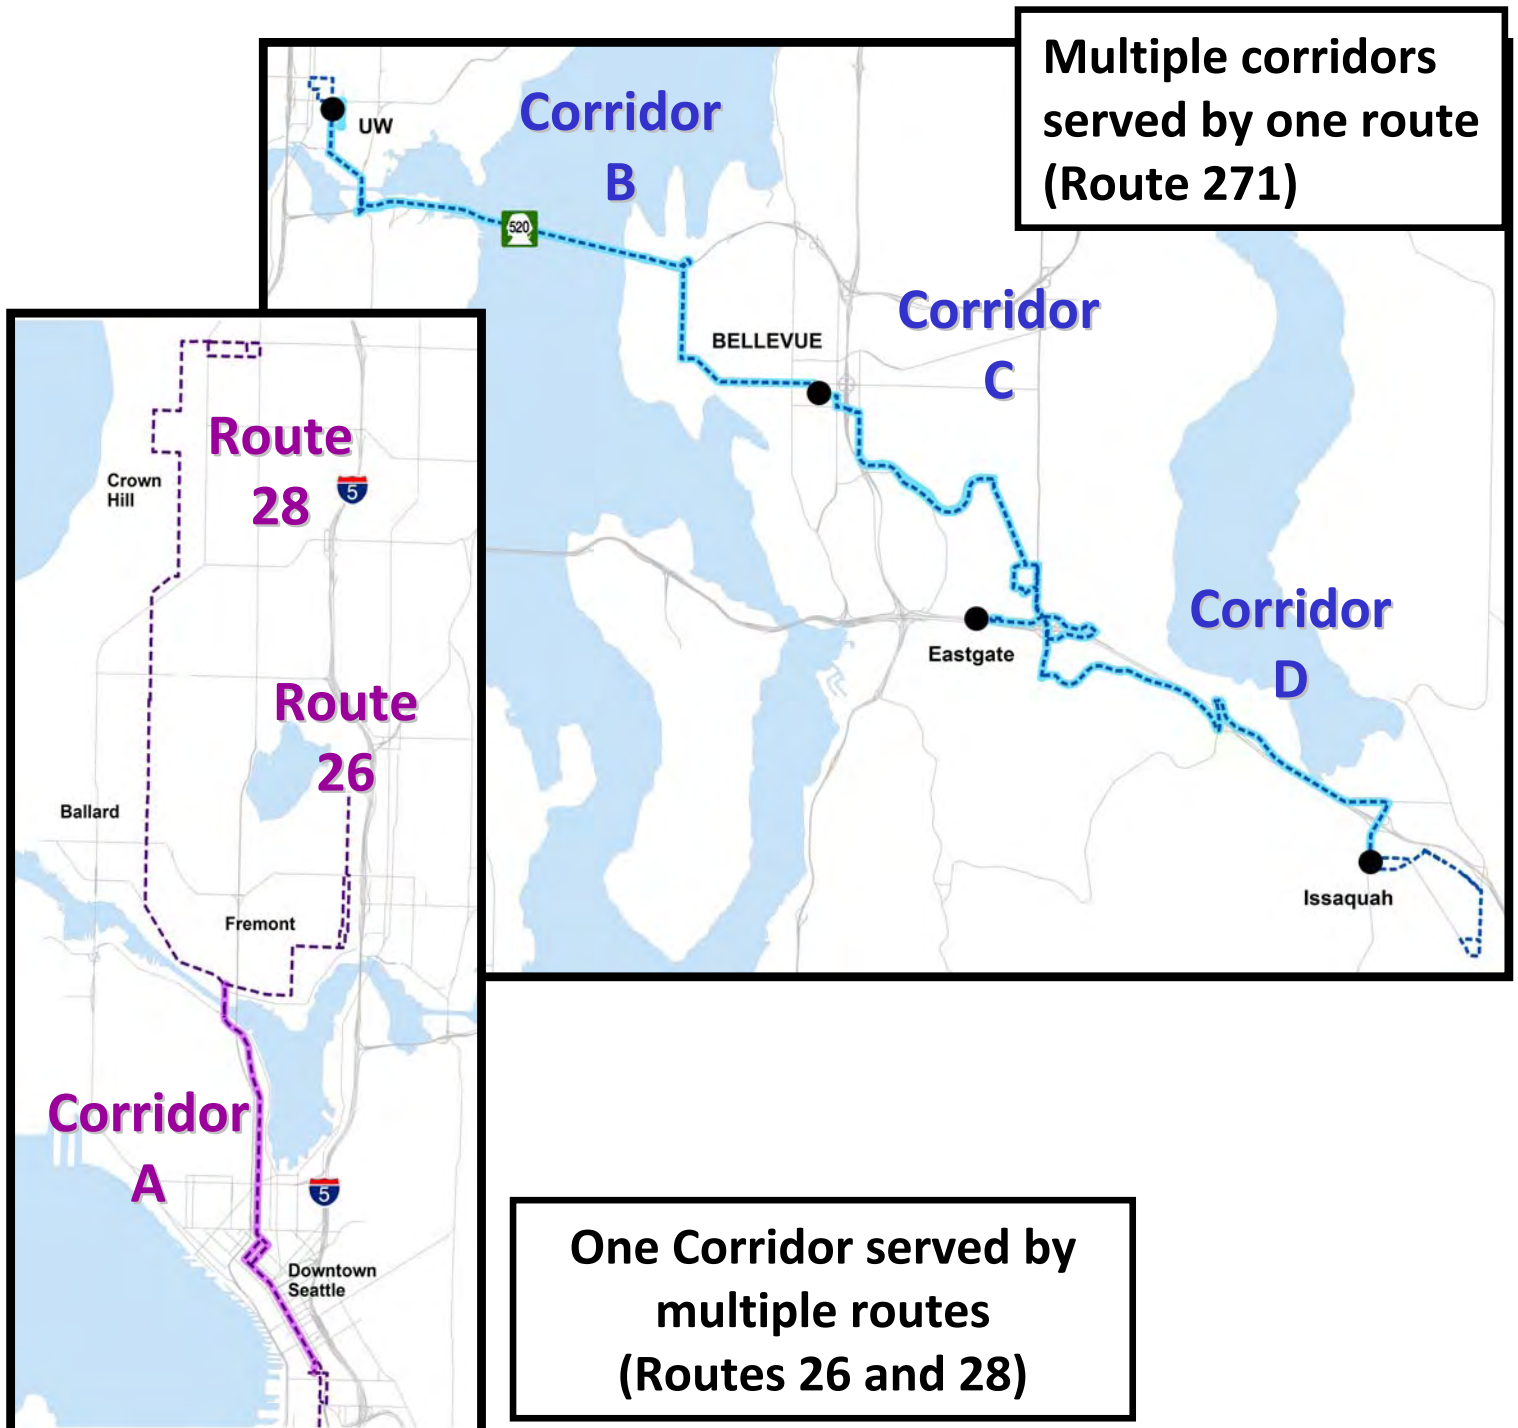 Multiple corridors
served by one route
(Route 271)
UW
Corridor
B
520
BELLEVUE
Corridor
C
Eastgate
Corridor
D
Issaquah
Route
28
5
Crown
Hill
Route
26
Ballard
Fremont
Corridor
A
5
Downtown
Seattle
One Corridor served by
multiple routes
(Routes 26 and 28)